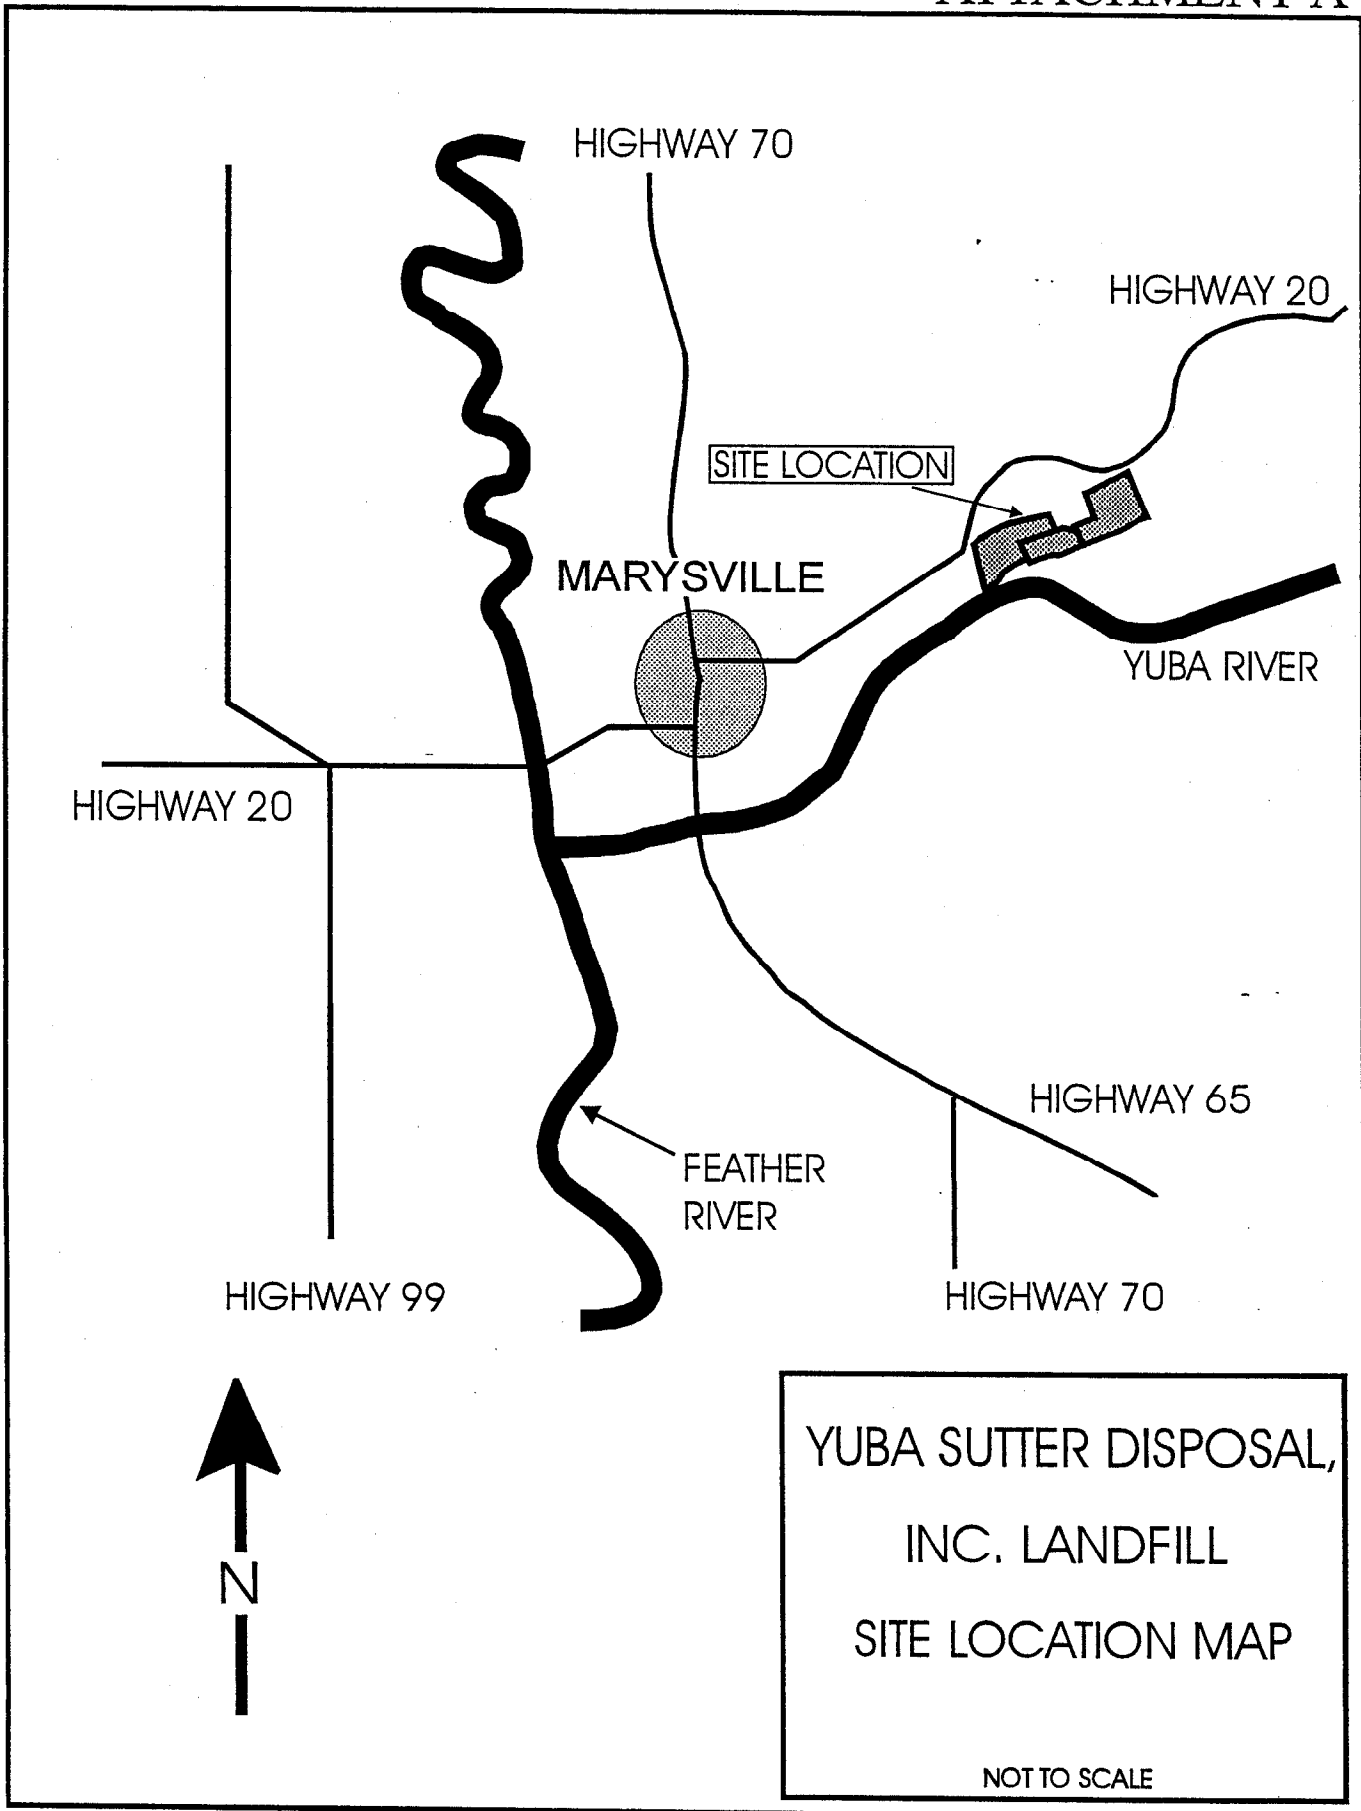 ATTACHMENT A
HIGHWAY 70
HIGHWAY 20
SITE LOCATION
MARYSVILLE
YUBA RIVER
HIGHWAY 20
HIGHWAY 65
FEATHER
RIVER
HIGHWAY 99
HIGHWAY 70
N
YUBA SUTTER DISPOSAL,
INC. LANDFILL
SITE LOCATION MAP
NOT TO SCALE